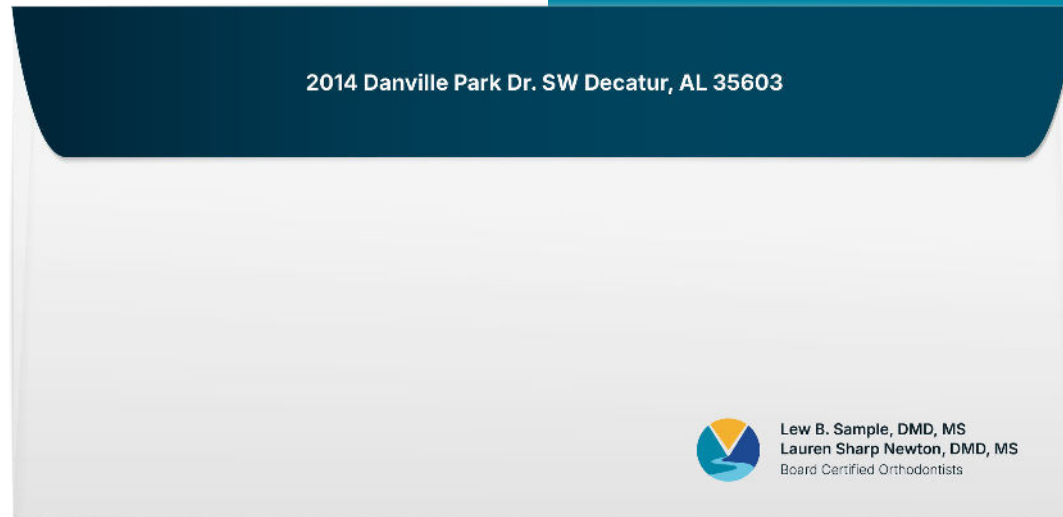 2014 Danville Park Dr. SW Decatur, AL 35603
Lew B. Sample, DMD, MS
Lauren Sharp Newton, DMD, MS
Board Certified Orthodontists